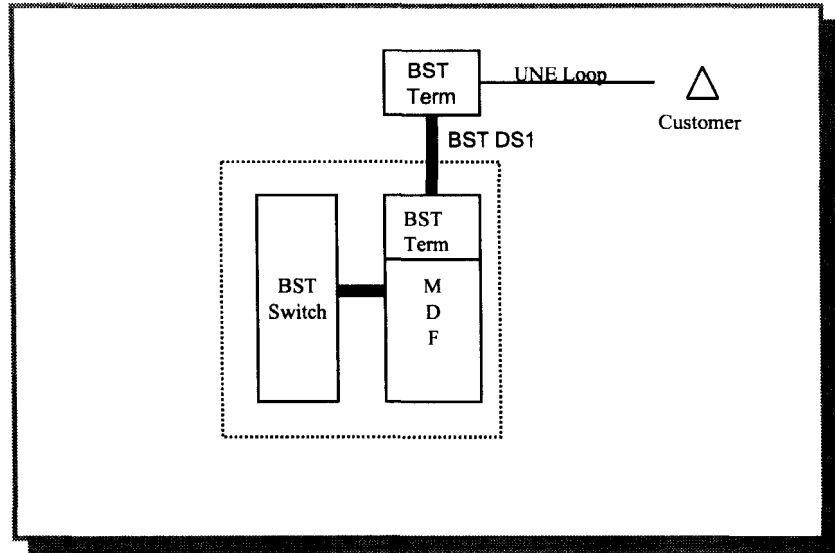 BST
Term
UNE Loop
Customer
BST DS1
BST
Term
BST
Switch
M
D
F